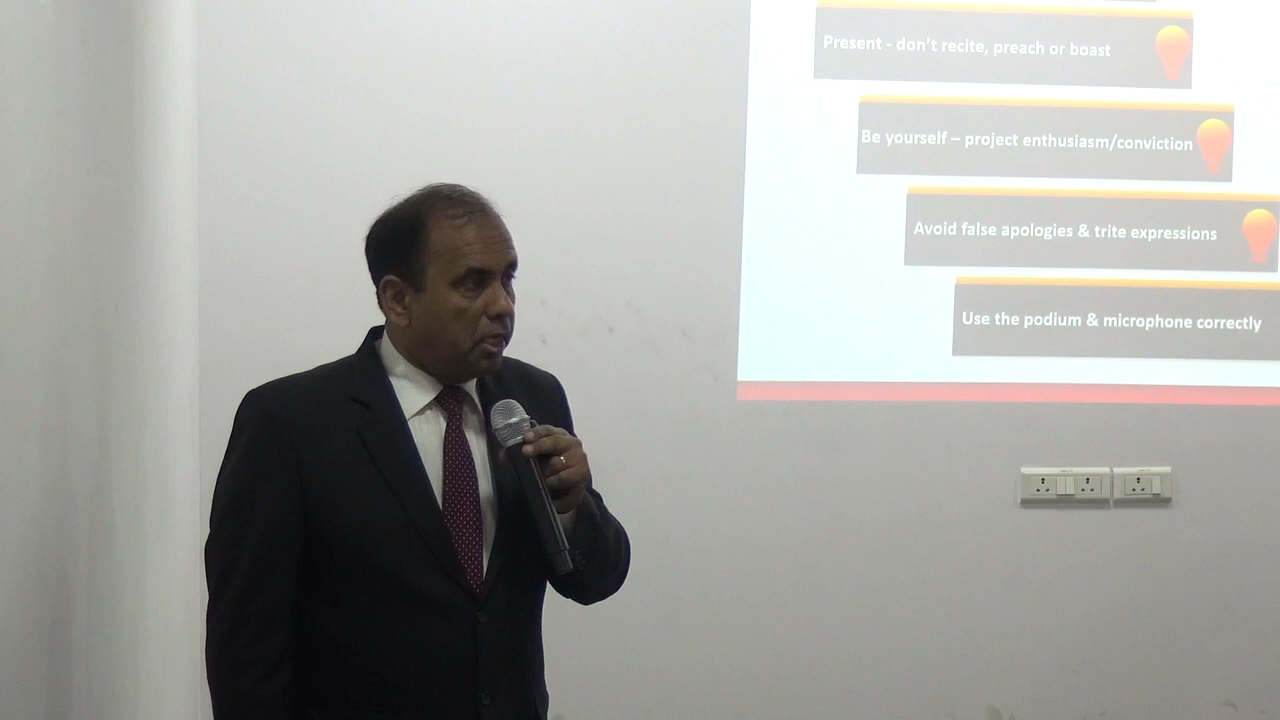 Present - don't recite, preach or boast
Be yourself – project enthusiasm/conviction
Avoid false apologies & trite expressions
Use the podium & microphone correctly